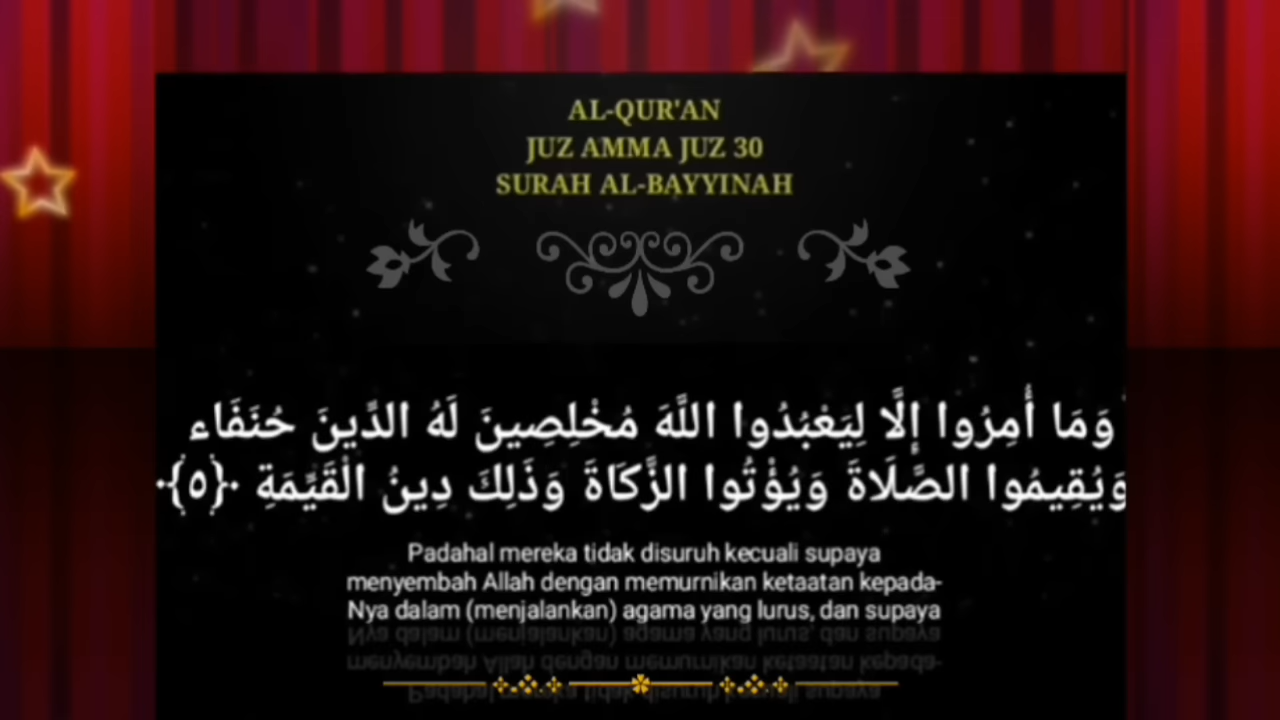 AL-QUR'AN
JUZ AMMA JUZ 30
SURAH AL-BAYYINAH
وَمَا أُمِرُوا إِلَّا لِيَعْبُدُوا اللَّهَ مُخْلِصِينَ لَهُ الدِّينَ حُنَفَاء
وَيُقِيمُوا الصَّلَاةَ وَيُؤْتُوا الزَّكَاةَ وَذَلِكَ دِينُ الْقَيِّمَةِ ﴿٥﴾
Padahal mereka tidak disuruh kecuali supaya
menyembah Allah dengan memurnikan ketaatan kepada-
Nya dalam (menjalankan) agama yang lurus, dan supaya